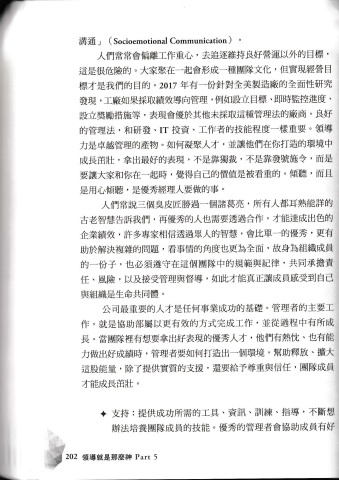 溝通」（Socioemotional Communication）。
人們常常會偏離工作重心，去追逐維持良好營運以外的目標，
這是很危險的。大家聚在一起會形成一種團隊文化，但實現經營目
標才是我們的目的。2017 年有一份針對全美製造廠的全面性研究
發現，工廠如果採取績效導向管理，例如設立目標、即時監控進度、
設立獎勵措施等，表現會優於其他未採取這種管理法的廠商。良好
的管理法，和研發、IT 投資、工作者的技能程度一樣重要。領導
力是卓越管理的產物。如何凝聚人才，並讓他們在你打造的環境中
成長茁壯，拿出最好的表現，不是靠獨裁，不是靠發號施令，而是
要讓大家和你在一起時，覺得自己的價值是被看重的。傾聽，而且
是用心傾聽，是優秀經理人要做的事。
人們常說三個臭皮匠勝過一個諸葛亮，所有人都耳熟能詳的
古老智慧告訴我們，再優秀的人也需要透過合作，才能達成出色的
企業績效，許多專家相信透過眾人的智慧，會比單一的優秀，更有
助於解決複雜的問題，看事情的角度也更為全面，故身為組織成員
的一份子，也必須遵守在這個團隊中的規範與紀律，共同承擔責
任、風險，以及接受管理與督導，如此才能真正讓成員感受到自己
與組織是生命共同體。
公司最重要的人才是任何事業成功的基礎。管理者的主要工
作，就是協助部屬以更有效的方式完成工作，並從過程中有所成
長。當團隊裡有想要拿出好表現的優秀人才，他們有熱忱、也有能
力做出好成績時，管理者要如何打造出一個環境，幫助釋放、擴大
這股能量，除了提供實質的支援，還要給予尊重與信任，團隊成員
才能成長茁壯。
✦ 支持：提供成功所需的工具、資訊、訓練、指導，不斷想
辦法培養團隊成員的技能。優秀的管理者會協助成員有好
202 領導就是那麼神 Part 5